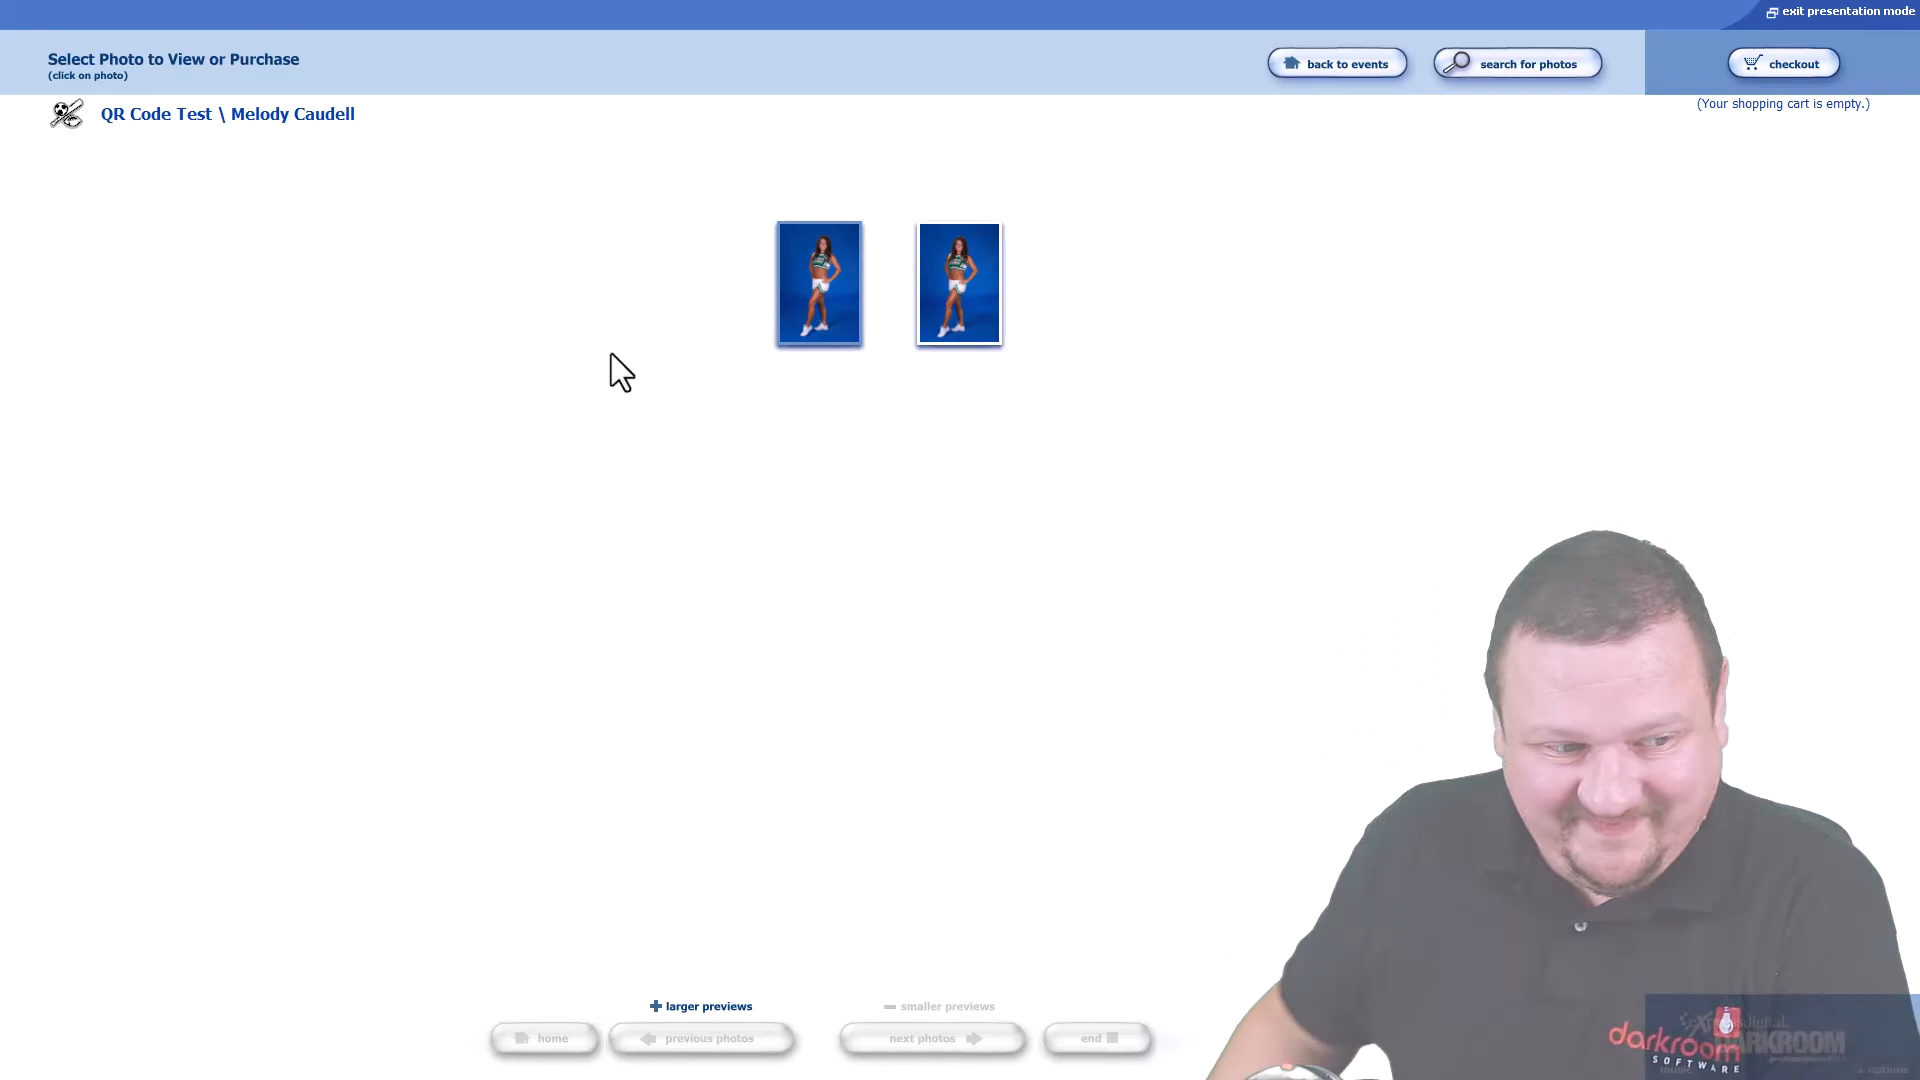 exit presentation mode
Select Photo to View or Purchase
(click on photo)
back to events
search for photos
checkout
(Your shopping cart is empty.)
QR Code Test \ Melody Caudell
larger previews
smaller previews
home
previous photos
next photos
end
darkroom
SOFTWARE
DARKROOM
options